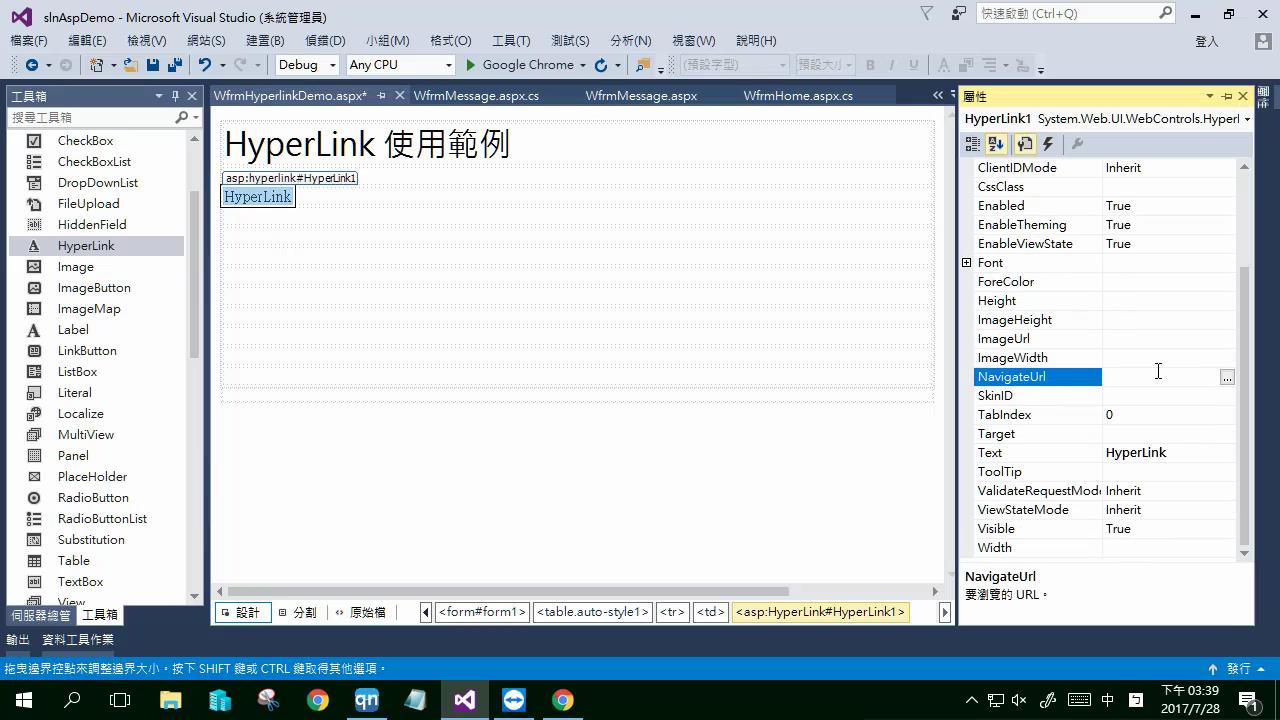 slnAspDemo - Microsoft Visual Studio (系統管理員)
快速啟動 (Ctrl+Q)
檔案(F) 編輯(E) 檢視(V) 網站(S) 建置(B) 偵錯(D) 小組(M) 格式(O) 工具(T) 測試(S) 分析(N) 視窗(W) 說明(H) 登入
Debug Any CPU Google Chrome (預設字型) 預設大小 B I U
工具箱
搜尋工具箱
CheckBox
CheckBoxList
DropDownList
FileUpload
HiddenField
HyperLink
Image
ImageButton
ImageMap
Label
LinkButton
ListBox
Literal
Localize
MultiView
Panel
PlaceHolder
RadioButton
RadioButtonList
Substitution
Table
TextBox
View
伺服器總管 工具箱
WfrmHyperlinkDemo.aspx* WfrmMessage.aspx.cs WfrmMessage.aspx WfrmHome.aspx.cs
HyperLink 使用範例
asp:hyperlink#HyperLink1
HyperLink
設計 分割 原始檔 <form#form1> <table.auto-style1> <tr> <td> <asp:HyperLink#HyperLink1>
屬性
HyperLink1 System.Web.UI.WebControls.Hyperl
ClientIDMode Inherit
CssClass
Enabled True
EnableTheming True
EnableViewState True
Font
ForeColor
Height
ImageHeight
ImageUrl
ImageWidth
NavigateUrl ...
SkinID
TabIndex 0
Target
Text HyperLink
ToolTip
ValidateRequestMode Inherit
ViewStateMode Inherit
Visible True
Width
NavigateUrl
要瀏覽的 URL。
輸出 資料工具作業
拖曳邊界控點來調整邊界大小。按下 SHIFT 鍵或 CTRL 鍵取得其他選項。 發行
qn 中 下午 03:39
2017/7/28 1